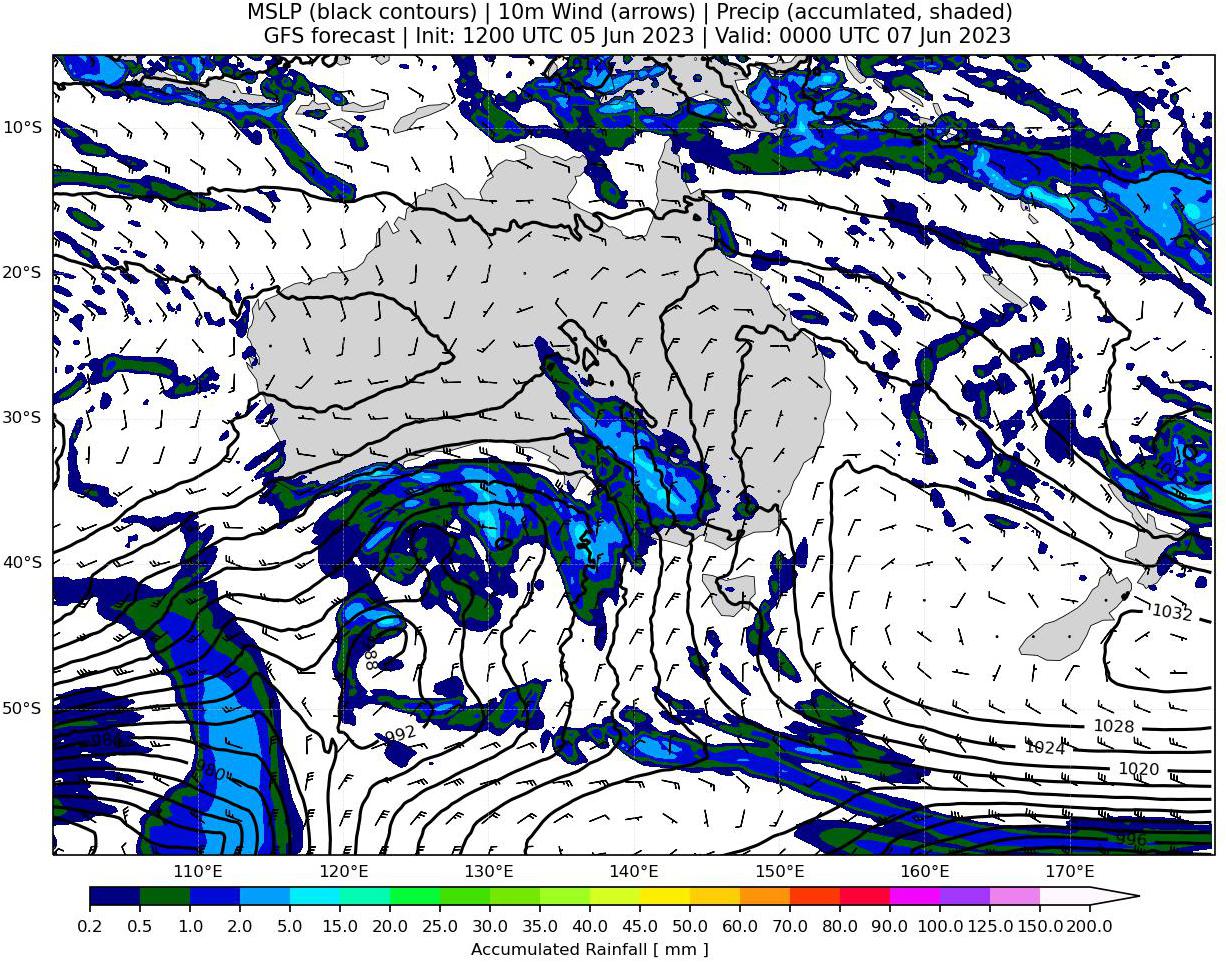 MSLP (black contours) | 10m Wind (arrows) | Precip (accumlated, shaded)
GFS forecast | Init: 1200 UTC 05 Jun 2023 | Valid: 0000 UTC 07 Jun 2023
10°S
20°S
30°S
40°S
1032
50°S
992
1028
1024
1020
980
996
110°E 120°E 130°E 140°E 150°E 160°E 170°E
0.2 0.5 1.0 2.0 5.0 10.0 15.0 20.0 25.0 30.0 35.0 40.0 45.0 50.0 60.0 70.0 80.0 90.0 100.0 125.0 150.0 200.0
Accumulated Rainfall [ mm ]